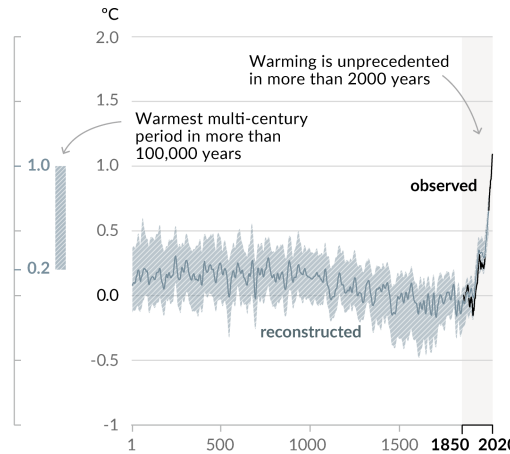 °C
2.0
Warming is unprecedented
in more than 2000 years
1.5
Warmest multi-century
period in more than
100,000 years
1.0
1.0
observed
0.5
0.2
0.0
reconstructed
-0.5
-1
1 500 1000 1500 1850 2020